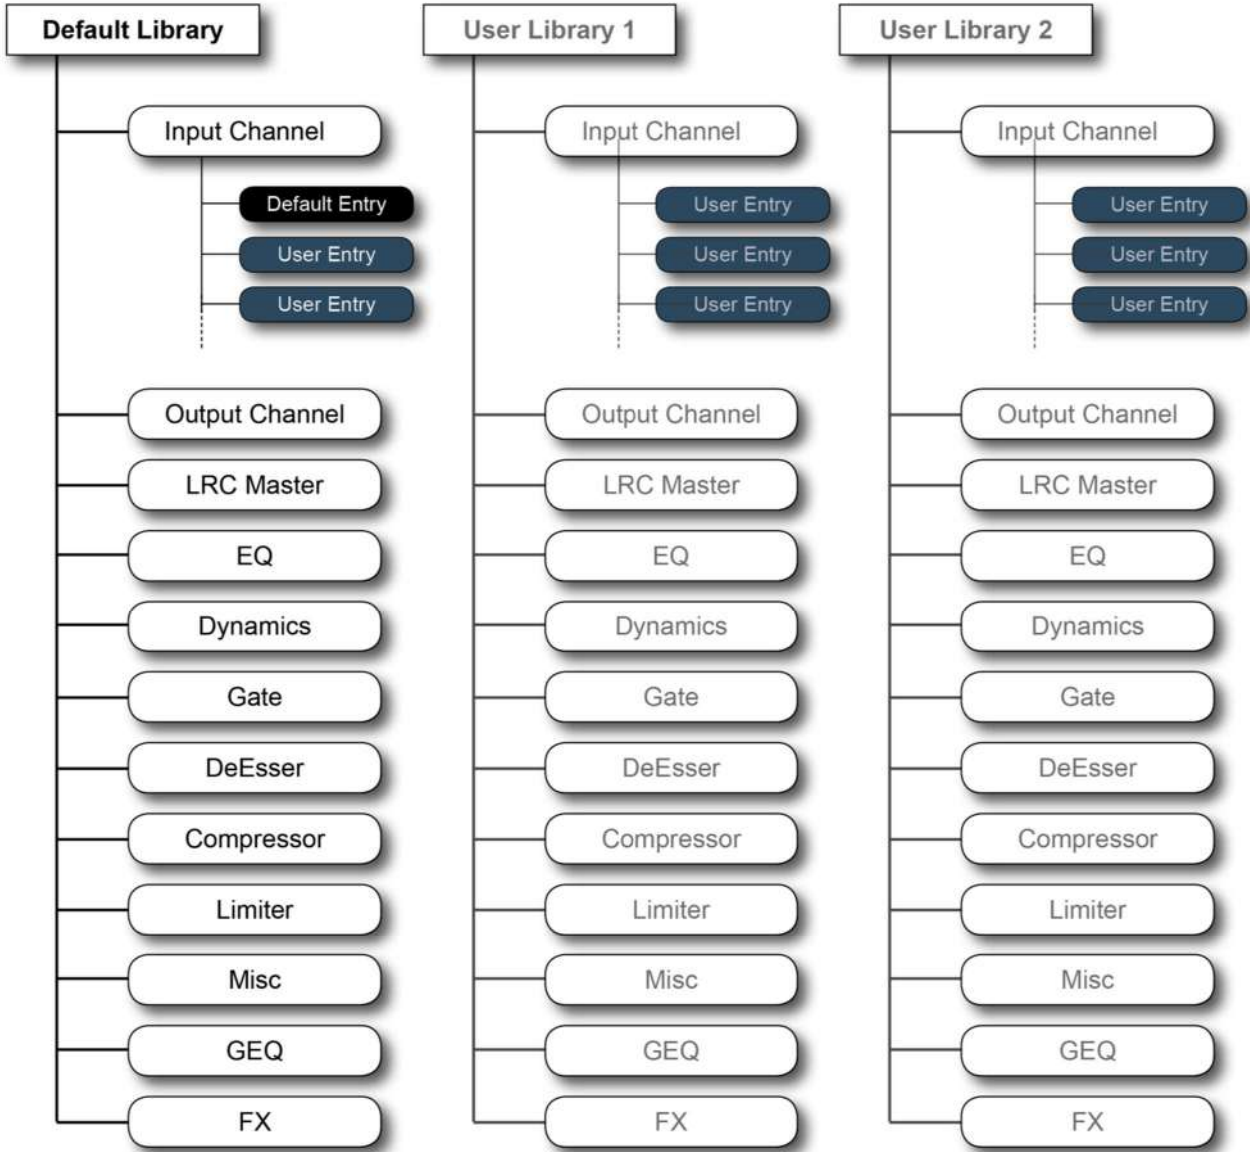 Default Library
Input Channel
Default Entry
User Entry
User Entry
Output Channel
LRC Master
EQ
Dynamics
Gate
DeEsser
Compressor
Limiter
Misc
GEQ
FX
User Library 1
Input Channel
User Entry
User Entry
User Entry
Output Channel
LRC Master
EQ
Dynamics
Gate
DeEsser
Compressor
Limiter
Misc
GEQ
FX
User Library 2
Input Channel
User Entry
User Entry
User Entry
Output Channel
LRC Master
EQ
Dynamics
Gate
DeEsser
Compressor
Limiter
Misc
GEQ
FX